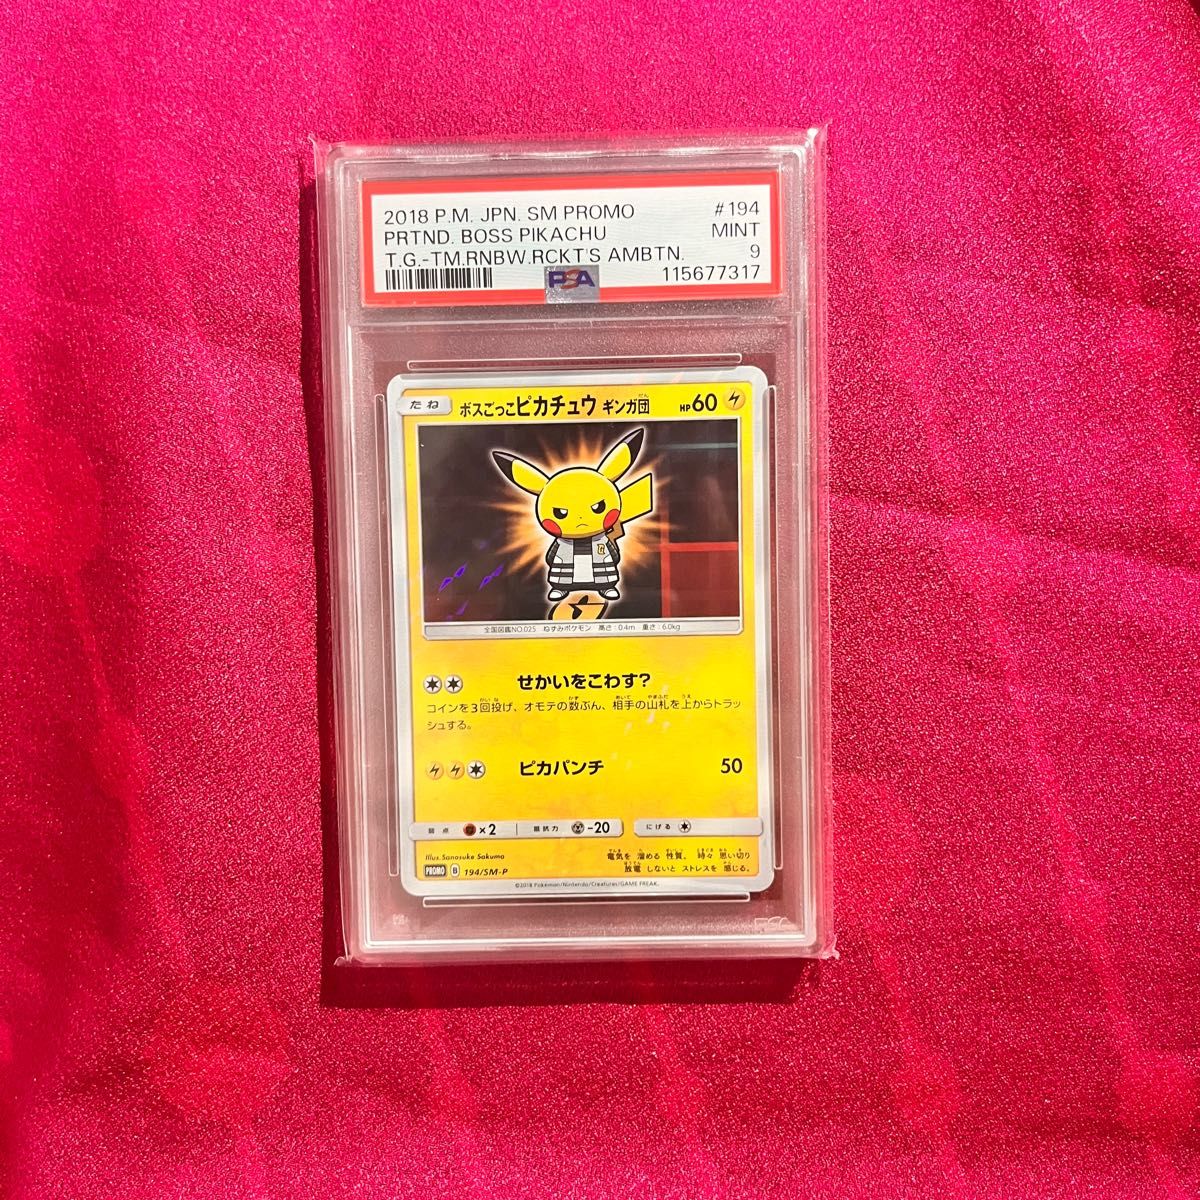 2018 P.M. JPN. SM PROMO #194
PRTND. BOSS PIKACHU MINT
T.G.-TM.RNBW.RCKT'S AMBTN. 9
PSA 115677317
たね ボスごっこピカチュウ ギンガ団 HP60
全国図鑑NO.025 ねずみポケモン 高さ:0.4m 重さ:6.0kg
せかいをこわす?
コインを3回投げ、オモテの数ぶん、相手の山札を上からトラッ
シュする。
ピカパンチ 50
弱点 ×2 抵抗力 -20 にげる
Illus.Sanosuke Sakuma
電気を 溜める 性質。 時々 思い切り
放電 しないと ストレスを 感じる。
PROMO B 194/SM-P
©2018 Pokémon/Nintendo/Creatures/GAME FREAK.